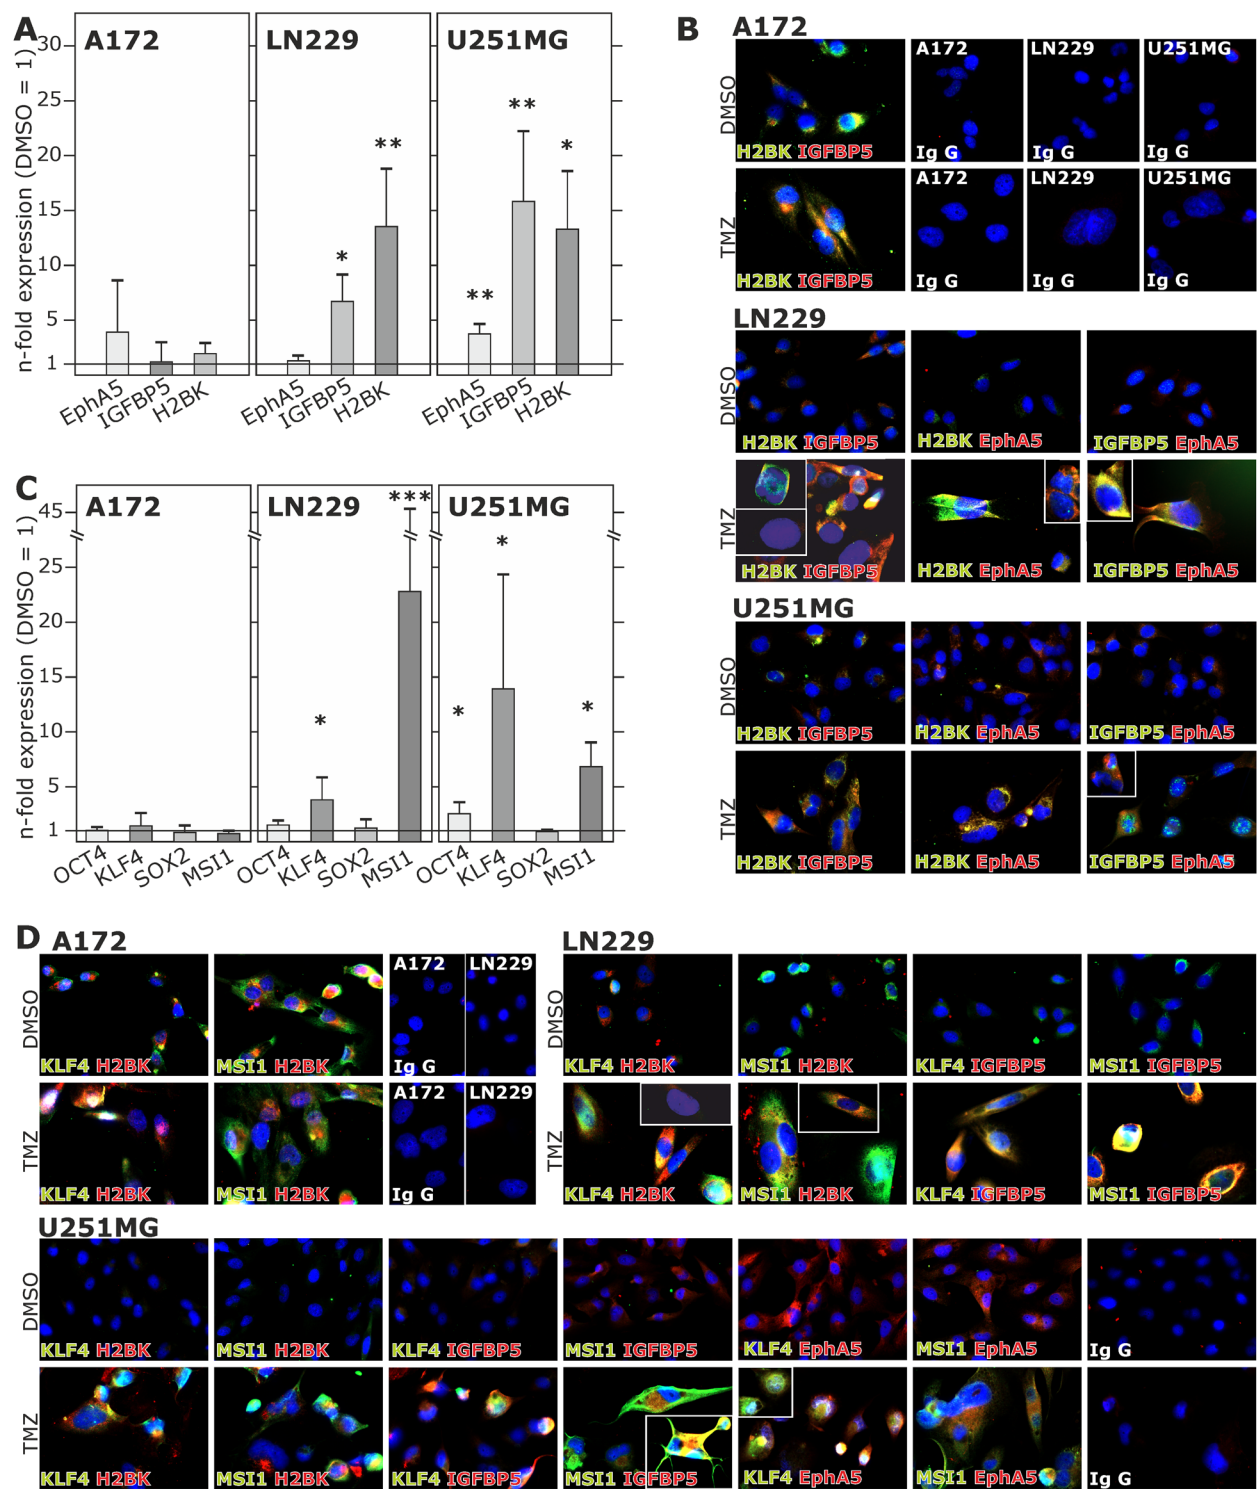 A
n-fold expression (DMSO = 1)
A172 LN229 U251MG
30
25
20
15
10
5
1
** * ** ** *
EphA5 IGFBP5 H2BK EphA5 IGFBP5 H2BK EphA5 IGFBP5 H2BK
B
A172
DMSO
A172 LN229 U251MG
H2BK IGFBP5 Ig G Ig G Ig G
TMZ
A172 LN229 U251MG
H2BK IGFBP5 Ig G Ig G Ig G
LN229
DMSO
H2BK IGFBP5 H2BK EphA5 IGFBP5 EphA5
TMZ
H2BK IGFBP5 H2BK EphA5 IGFBP5 EphA5
U251MG
DMSO
H2BK IGFBP5 H2BK EphA5 IGFBP5 EphA5
TMZ
H2BK IGFBP5 H2BK EphA5 IGFBP5 EphA5
C
n-fold expression (DMSO = 1)
A172 LN229 U251MG
45
25
20
15
10
5
1
* *** * * *
OCT4 KLF4 SOX2 MSI1 OCT4 KLF4 SOX2 MSI1 OCT4 KLF4 SOX2 MSI1
D
A172
DMSO
A172 LN229
KLF4 H2BK MSI1 H2BK Ig G
TMZ
A172 LN229
KLF4 H2BK MSI1 H2BK Ig G
LN229
DMSO
KLF4 H2BK MSI1 H2BK KLF4 IGFBP5 MSI1 IGFBP5
TMZ
KLF4 H2BK MSI1 H2BK KLF4 IGFBP5 MSI1 IGFBP5
U251MG
DMSO
KLF4 H2BK MSI1 H2BK KLF4 IGFBP5 MSI1 IGFBP5 KLF4 EphA5 MSI1 EphA5 Ig G
TMZ
KLF4 H2BK MSI1 H2BK KLF4 IGFBP5 MSI1 IGFBP5 KLF4 EphA5 MSI1 EphA5 Ig G